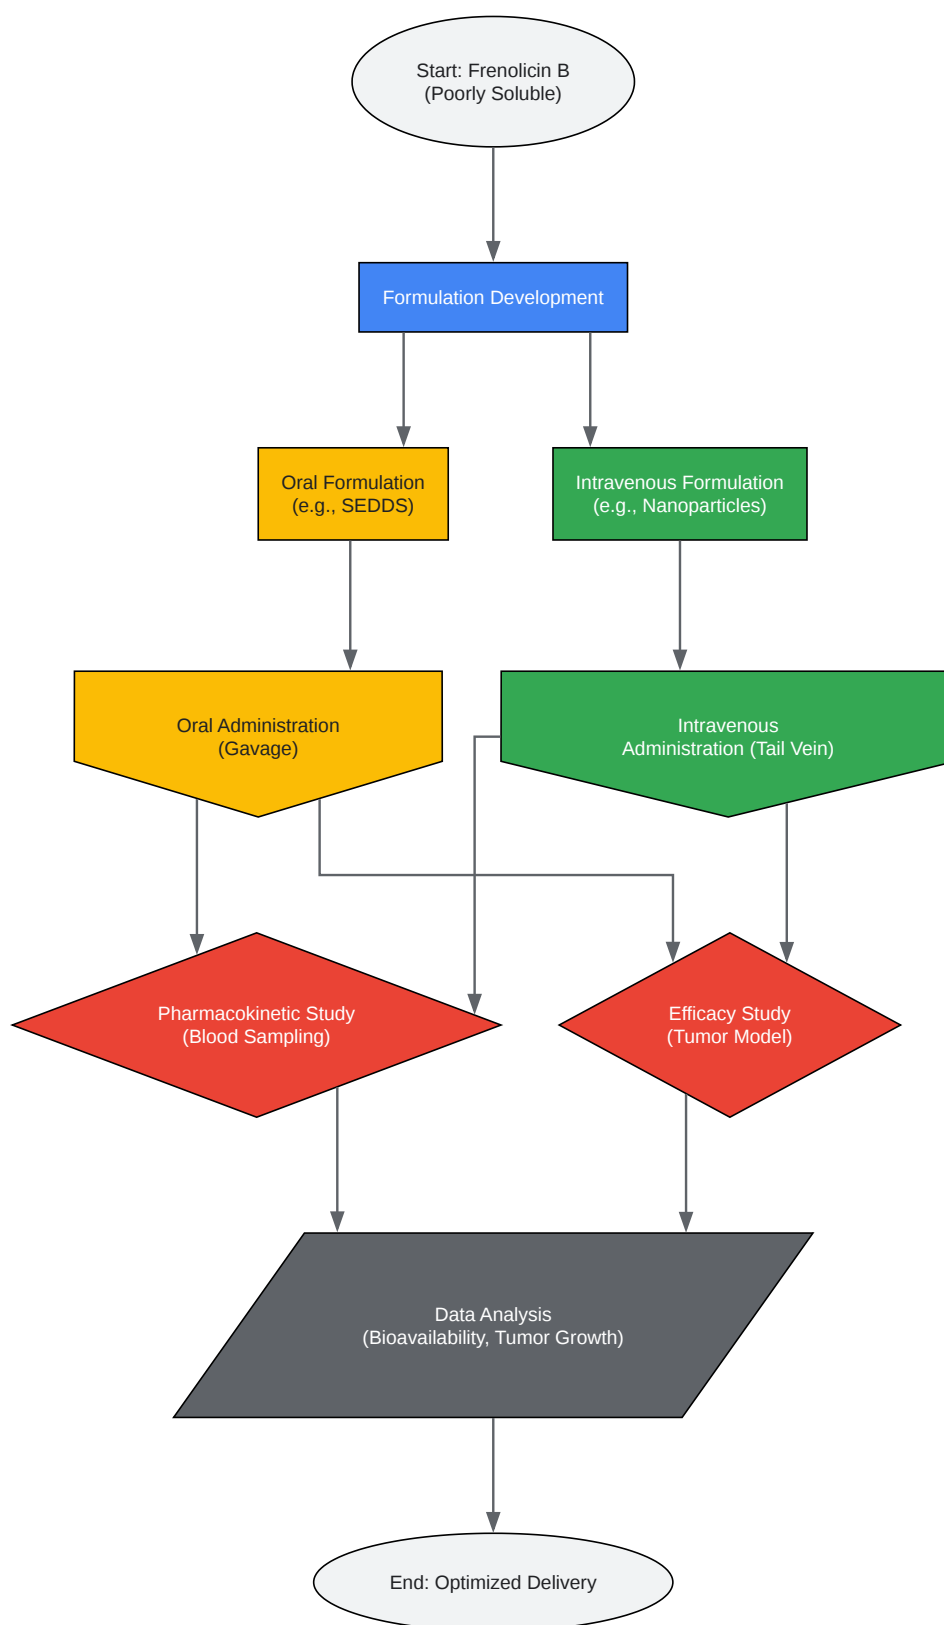 Start: Frenolicin B
(Poorly Soluble)
Formulation Development
Oral Formulation
(e.g., SEDDS)
Intravenous Formulation
(e.g., Nanoparticles)
Oral Administration
(Gavage)
Intravenous
Administration (Tail Vein)
Pharmacokinetic Study
(Blood Sampling)
Efficacy Study
(Tumor Model)
Data Analysis
(Bioavailability, Tumor Growth)
End: Optimized Delivery